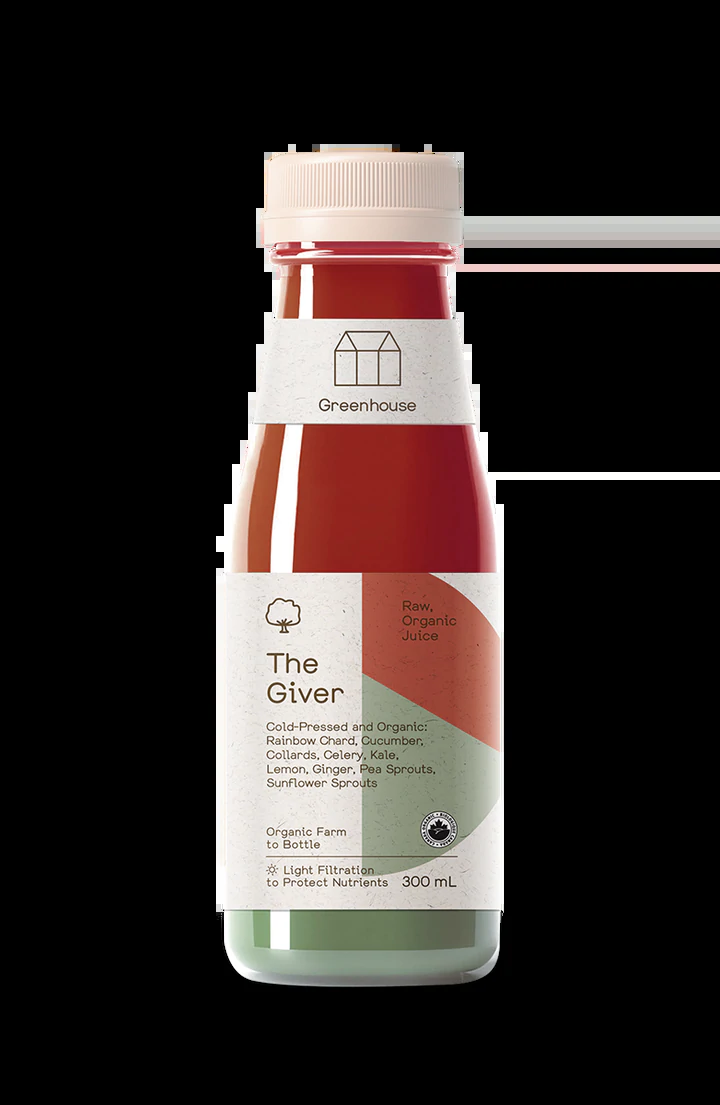 Greenhouse
Raw,
Organic
Juice
The
Giver
Cold-Pressed and Organic:
Rainbow Chard, Cucumber,
Collards, Celery, Kale,
Lemon, Ginger, Pea Sprouts,
Sunflower Sprouts
Organic Farm
to Bottle
Light Filtration
to Protect Nutrients
300 mL